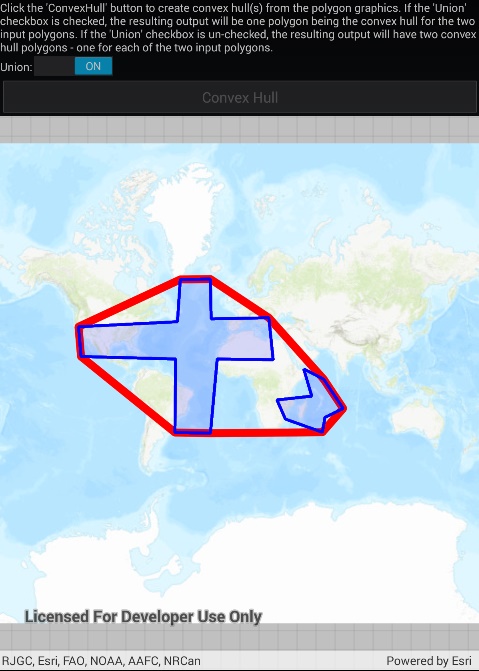 Click the 'ConvexHull' button to create convex hull(s) from the polygon graphics. If the 'Union'
checkbox is checked, the resulting output will be one polygon being the convex hull for the two
input polygons. If the 'Union' checkbox is un-checked, the resulting output will have two convex
hull polygons - one for each of the two input polygons.
Union: ON
Convex Hull
Licensed For Developer Use Only
RJGC, Esri, FAO, NOAA, AAFC, NRCan Powered by Esri